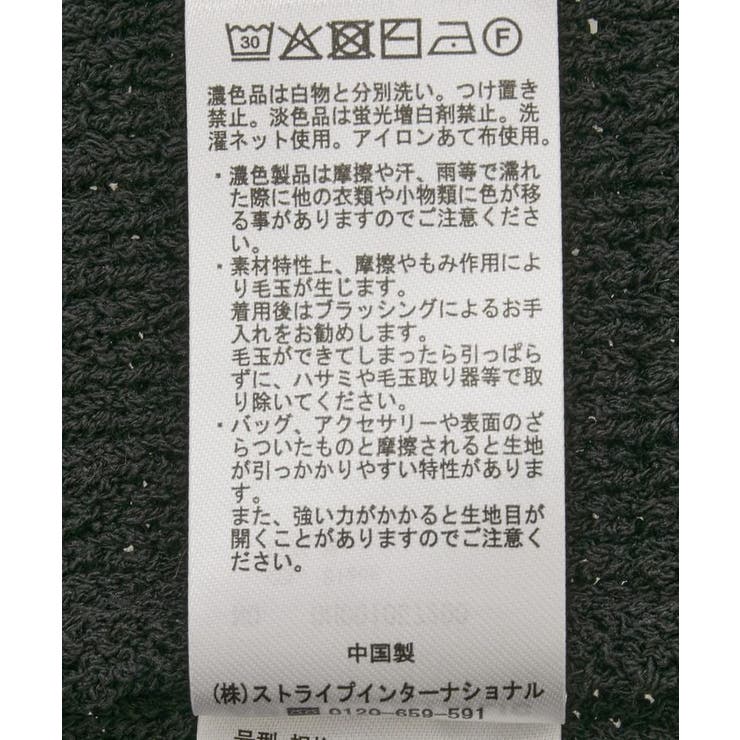 30 F
濃色品は白物と分別洗い。つけ置き
禁止。淡色品は蛍光増白剤禁止。洗
濯ネット使用。アイロンあて布使用。
・濃色製品は摩擦や汗、雨等で濡れ
た際に他の衣類や小物類に色が移
る事がありますのでご注意くださ
い。
・素材特性上、摩擦やもみ作用によ
り毛玉が生じます。
着用後はブラッシングによるお手
入れをお勧めします。
毛玉ができてしまったら引っぱら
ずに、ハサミや毛玉取り器等で取
り除いてください。
・バッグ、アクセサリーや表面のざ
らついたものと摩擦されると生地
が引っかかりやすい特性がありま
す。
また、強い力がかかると生地目が
開くことがありますのでご注意く
ださい。
中国製
(株)ストライプインターナショナル
☎ 0120-659-591